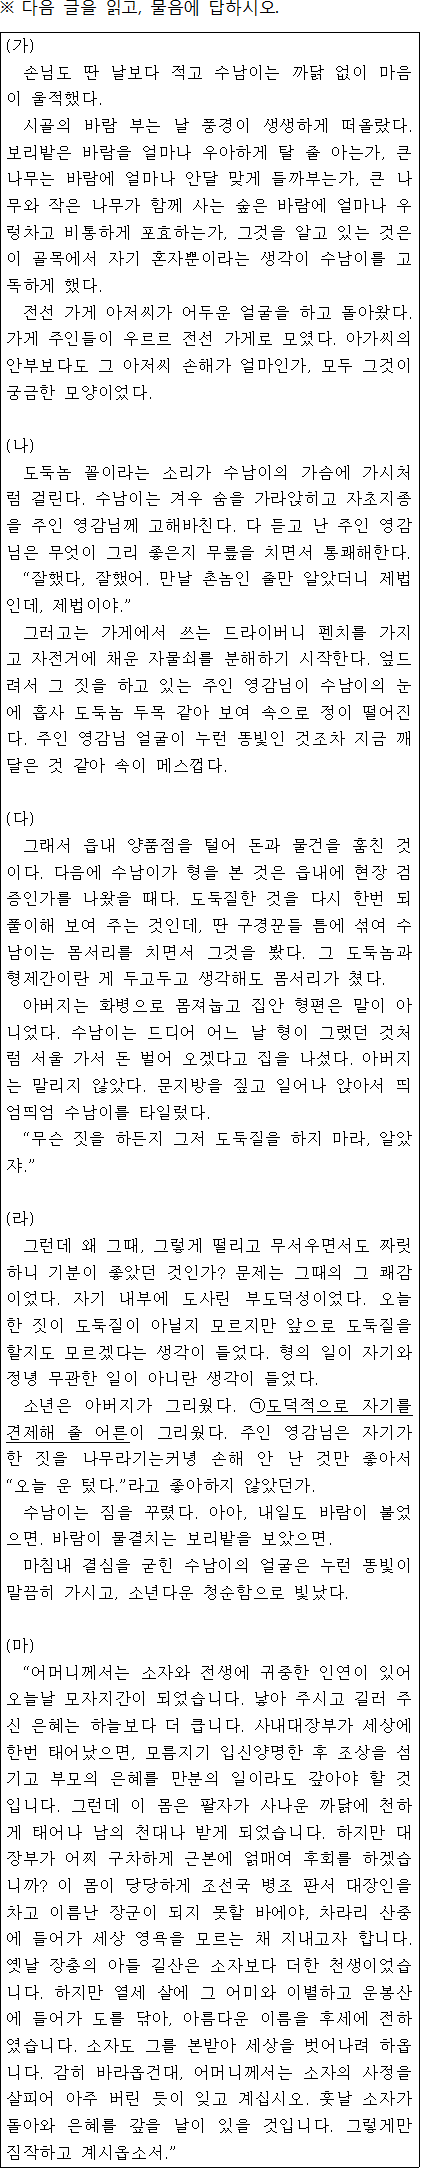 ※ 다음 글을 읽고, 물음에 답하시오.
(가)
손님도 딴 날보다 적고 수남이는 까닭 없이 마음
이 울적했다.
시골의 바람 부는 날 풍경이 생생하게 떠올랐다.
보리밭은 바람을 얼마나 우아하게 탈 줄 아는가, 큰
나무는 바람에 얼마나 안달 맞게 들까부는가, 큰 나
무와 작은 나무가 함께 사는 숲은 바람에 얼마나 우
렁차고 비통하게 포효하는가, 그것을 알고 있는 것은
이 골목에서 자기 혼자뿐이라는 생각이 수남이를 고
독하게 했다.
전선 가게 아저씨가 어두운 얼굴을 하고 돌아왔다.
가게 주인들이 우르르 전선 가게로 모였다. 아가씨의
안부보다도 그 아저씨 손해가 얼마인가, 모두 그것이
궁금한 모양이었다.
(나)
도둑놈 꼴이라는 소리가 수남이의 가슴에 가시처
럼 걸린다. 수남이는 겨우 숨을 가라앉히고 자초지종
을 주인 영감님께 고해바친다. 다 듣고 난 주인 영감
님은 무엇이 그리 좋은지 무릎을 치면서 통쾌해한다.
“잘했다, 잘했어. 만날 촌놈인 줄만 알았더니 제법
인데, 제법이야.”
그러고는 가게에서 쓰는 드라이버니 펜치를 가지
고 자전거에 채운 자물쇠를 분해하기 시작한다. 엎드
려서 그 짓을 하고 있는 주인 영감님이 수남이의 눈
에 흡사 도둑놈 두목 같아 보여 속으로 정이 떨어진
다. 주인 영감님 얼굴이 누런 똥빛인 것조차 지금 깨
달은 것 같아 속이 메스껍다.
(다)
그래서 읍내 양품점을 털어 돈과 물건을 훔친 것
이다. 다음에 수남이가 형을 본 것은 읍내에 현장 검
증인가를 나왔을 때다. 도둑질한 것을 다시 한번 되
풀이해 보여 주는 것인데, 딴 구경꾼들 틈에 섞여 수
남이는 몸서리를 치면서 그것을 봤다. 그 도둑놈과
형제간이란 게 두고두고 생각해도 몸서리가 쳤다.
아버지는 화병으로 몸져눕고 집안 형편은 말이 아
니었다. 수남이는 드디어 어느 날 형이 그랬던 것처
럼 서울 가서 돈 벌어 오겠다고 집을 나섰다. 아버지
는 말리지 않았다. 문지방을 짚고 일어나 앉아서 띄
엄띄엄 수남이를 타일렀다.
“무슨 짓을 하든지 그저 도둑질을 하지 마라, 알았
쟈.”
(라)
그런데 왜 그때, 그렇게 떨리고 무서우면서도 짜릿
하니 기분이 좋았던 것인가? 문제는 그때의 그 쾌감
이었다. 자기 내부에 도사린 부도덕성이었다. 오늘
한 짓이 도둑질이 아닐지 모르지만 앞으로 도둑질을
할지도 모르겠다는 생각이 들었다. 형의 일이 자기와
정녕 무관한 일이 아니란 생각이 들었다.
소년은 아버지가 그리웠다. ㉠도덕적으로 자기를
견제해 줄 어른이 그리웠다. 주인 영감님은 자기가
한 짓을 나무라기는커녕 손해 안 난 것만 좋아서
“오늘 운 텄다.”라고 좋아하지 않았던가.
수남이는 짐을 꾸렸다. 아아, 내일도 바람이 불었
으면. 바람이 물결치는 보리밭을 보았으면.
마침내 결심을 굳힌 수남이의 얼굴은 누런 똥빛이
말끔히 가시고, 소년다운 청순함으로 빛났다.
(마)
“어머니께서는 소자와 전생에 귀중한 인연이 있어
오늘날 모자지간이 되었습니다. 낳아 주시고 길러 주
신 은혜는 하늘보다 더 큽니다. 사내대장부가 세상에
한번 태어났으면, 모름지기 입신양명한 후 조상을 섬
기고 부모의 은혜를 만분의 일이라도 갚아야 할 것
입니다. 그런데 이 몸은 팔자가 사나운 까닭에 천하
게 태어나 남의 천대나 받게 되었습니다. 하지만 대
장부가 어찌 구차하게 근본에 얽매여 후회를 하겠습
니까? 이 몸이 당당하게 조선국 병조 판서 대장인을
차고 이름난 장군이 되지 못할 바에야, 차라리 산중
에 들어가 세상 영욕을 모르는 채 지내고자 합니다.
옛날 장충의 아들 길산은 소자보다 더한 천생이었습
니다. 하지만 열세 살에 그 어미와 이별하고 운봉산
에 들어가 도를 닦아, 아름다운 이름을 후세에 전하
였습니다. 소자도 그를 본받아 세상을 벗어나려 하옵
니다. 감히 바라옵건대, 어머니께서는 소자의 사정을
살피어 아주 버린 듯이 잊고 계십시오. 훗날 소자가
돌아와 은혜를 갚을 날이 있을 것입니다. 그렇게만
짐작하고 계시옵소서.”